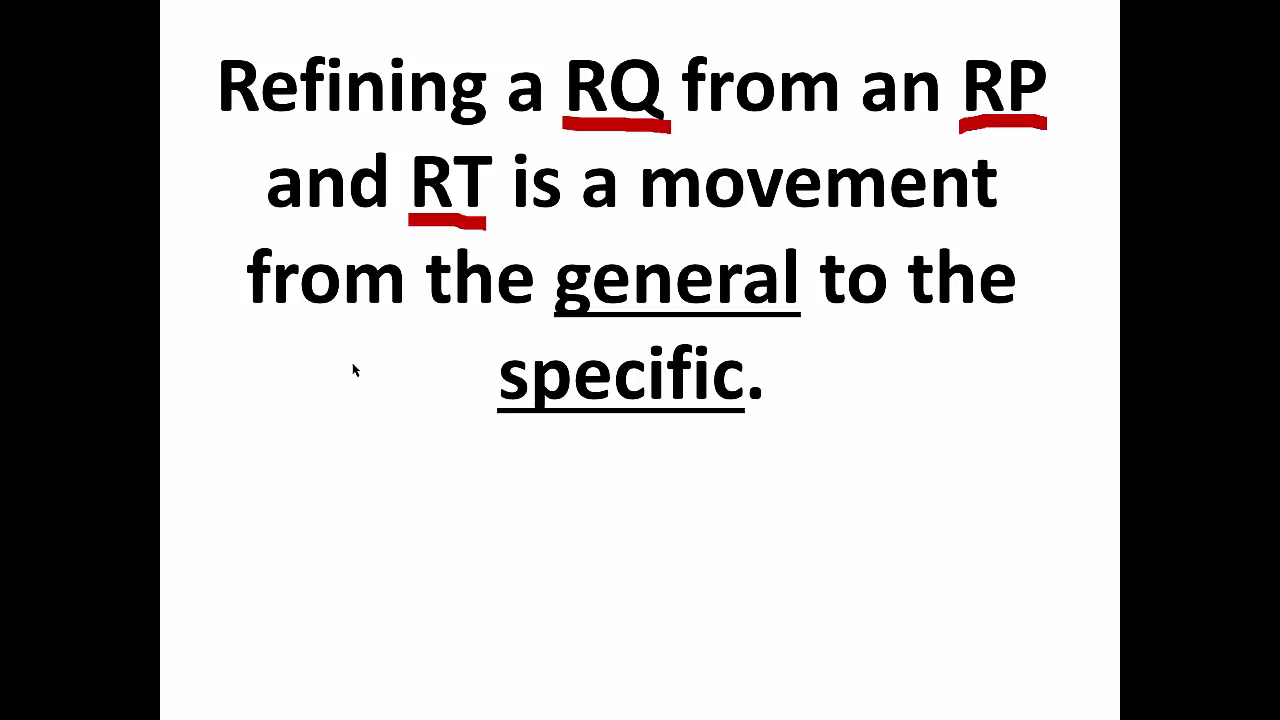 Refining a RQ from an RP
and RT is a movement
from the general to the
specific.